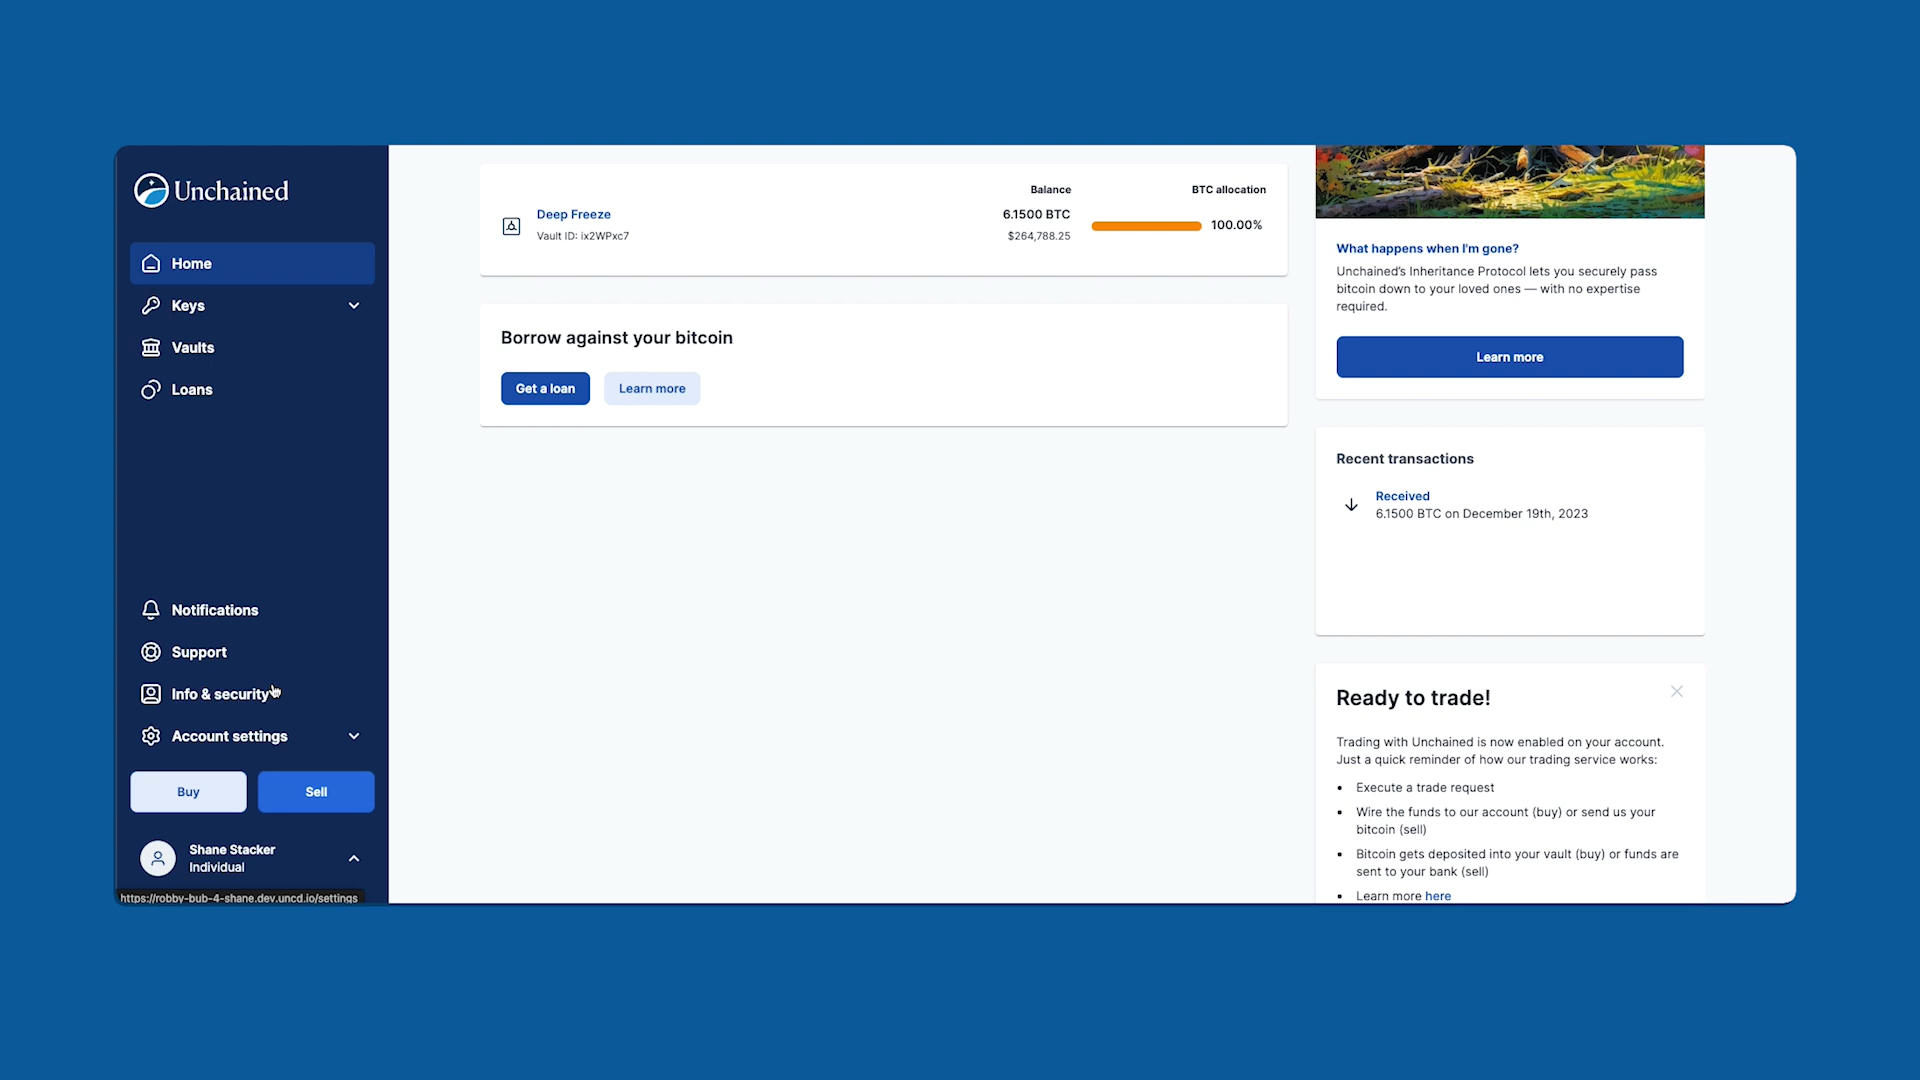 Unchained
Home
Keys
Vaults
Loans
Notifications
Support
Info & security
Account settings
Buy
Sell
Shane Stacker
Individual
https://robby-bub-4-shane.dev.uncd.io/settings
Balance
BTC allocation
Deep Freeze
Vault ID: ix2WPxc7
6.1500 BTC
$264,788.25
100.00%
Borrow against your bitcoin
Get a loan
Learn more
What happens when I'm gone?
Unchained's Inheritance Protocol lets you securely pass
bitcoin down to your loved ones — with no expertise
required.
Learn more
Recent transactions
Received
6.1500 BTC on December 19th, 2023
Ready to trade!
Trading with Unchained is now enabled on your account.
Just a quick reminder of how our trading service works:
• Execute a trade request
• Wire the funds to our account (buy) or send us your
bitcoin (sell)
• Bitcoin gets deposited into your vault (buy) or funds are
sent to your bank (sell)
• Learn more here